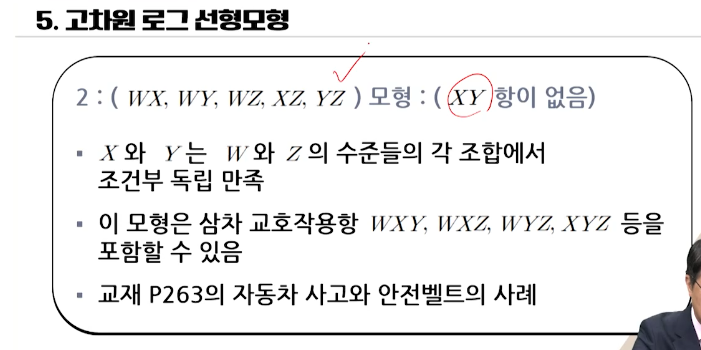 5. 고차원 로그 선형모형
2 : ( WX, WY, WZ, XZ, YZ ) 모형 : ( XY 항이 없음)
▪ X 와 Y 는 W 와 Z 의 수준들의 각 조합에서
조건부 독립 만족
▪ 이 모형은 삼차 교호작용항 WXY, WXZ, WYZ, XYZ 등을
포함할 수 있음
▪ 교재 P263의 자동차 사고와 안전벨트의 사례